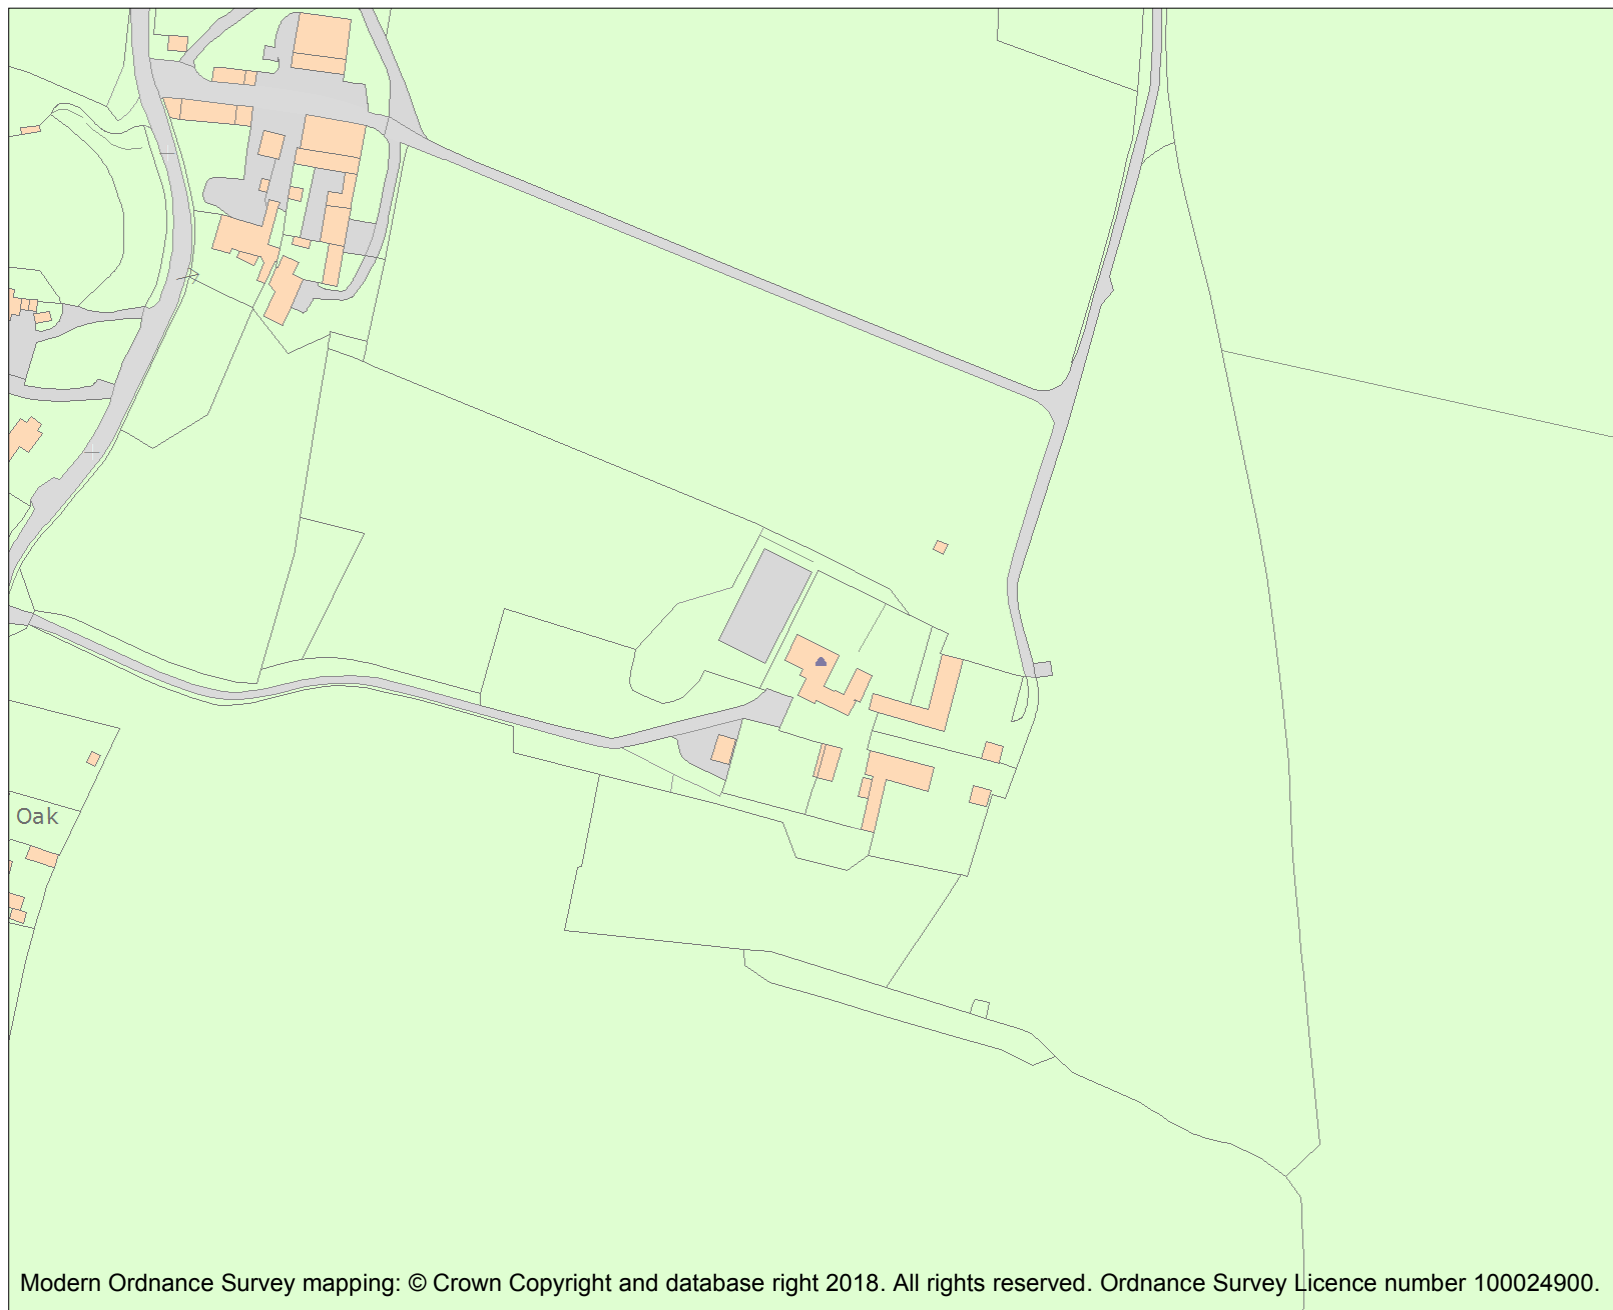 Oak
Modern Ordnance Survey mapping: © Crown Copyright and database right 2018. All rights reserved. Ordnance Survey Licence number 100024900.